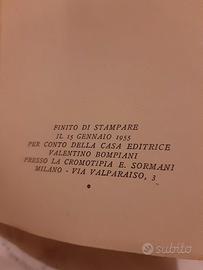 FINITO DI STAMPARE
IL 15 GENNAIO 1955
PER CONTO DELLA CASA EDITRICE
VALENTINO BOMPIANI
PRESSO LA CROMOTIPIA E. SORMANI
MILANO - VIA VALPARAISO, 3
subito